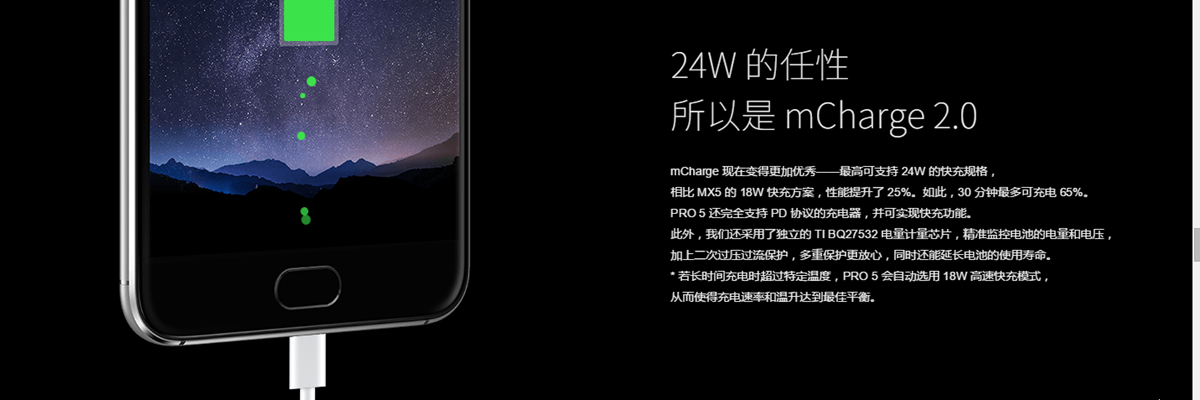 24W 的任性
所以是 mCharge 2.0
mCharge 现在变得更加优秀——最高可支持 24W 的快充规格，
相比 MX5 的 18W 快充方案，性能提升了 25%。如此，30 分钟最多可充电 65%。
PRO 5 还完全支持 PD 协议的充电器，并可实现快充功能。
此外，我们还采用了独立的 TI BQ27532 电量计量芯片，精准监控电池的电量和电压，
加上二次过压过流保护，多重保护更放心，同时还能延长电池的使用寿命。
* 若长时间充电时超过特定温度，PRO 5 会自动选用 18W 高速快充模式，
从而使得充电速率和温升达到最佳平衡。